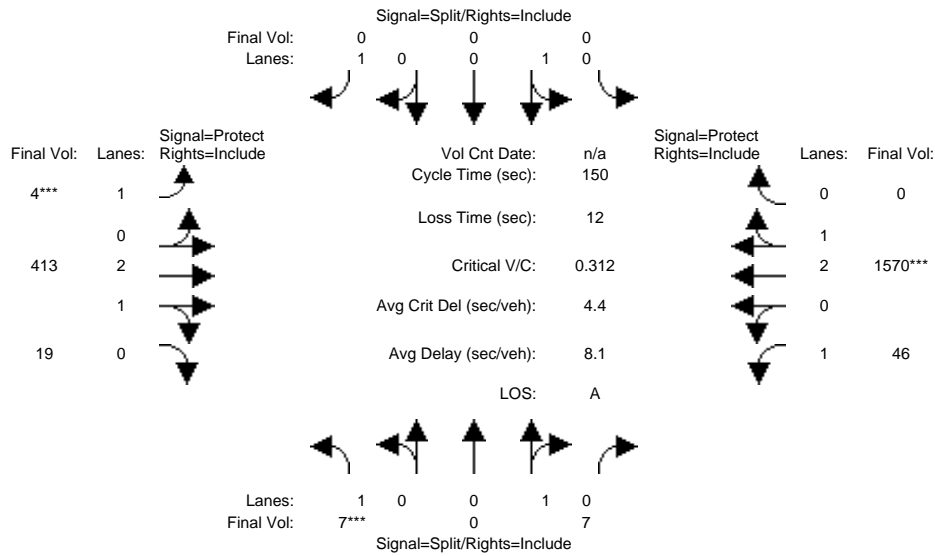 Signal=Split/Rights=Include
Final Vol: 0 0 0
Lanes: 1 0 0 1 0
Signal=Protect Signal=Protect
Final Vol: Lanes: Rights=Include Vol Cnt Date: n/a Rights=Include Lanes: Final Vol:
Cycle Time (sec): 150
4*** 1 0 0
Loss Time (sec): 12
0 1
413 2 Critical V/C: 0.312 2 1570***
1 Avg Crit Del (sec/veh): 4.4 0
19 0 Avg Delay (sec/veh): 8.1 1 46
LOS: A
Lanes: 1 0 0 1 0
Final Vol: 7*** 0 7
Signal=Split/Rights=Include